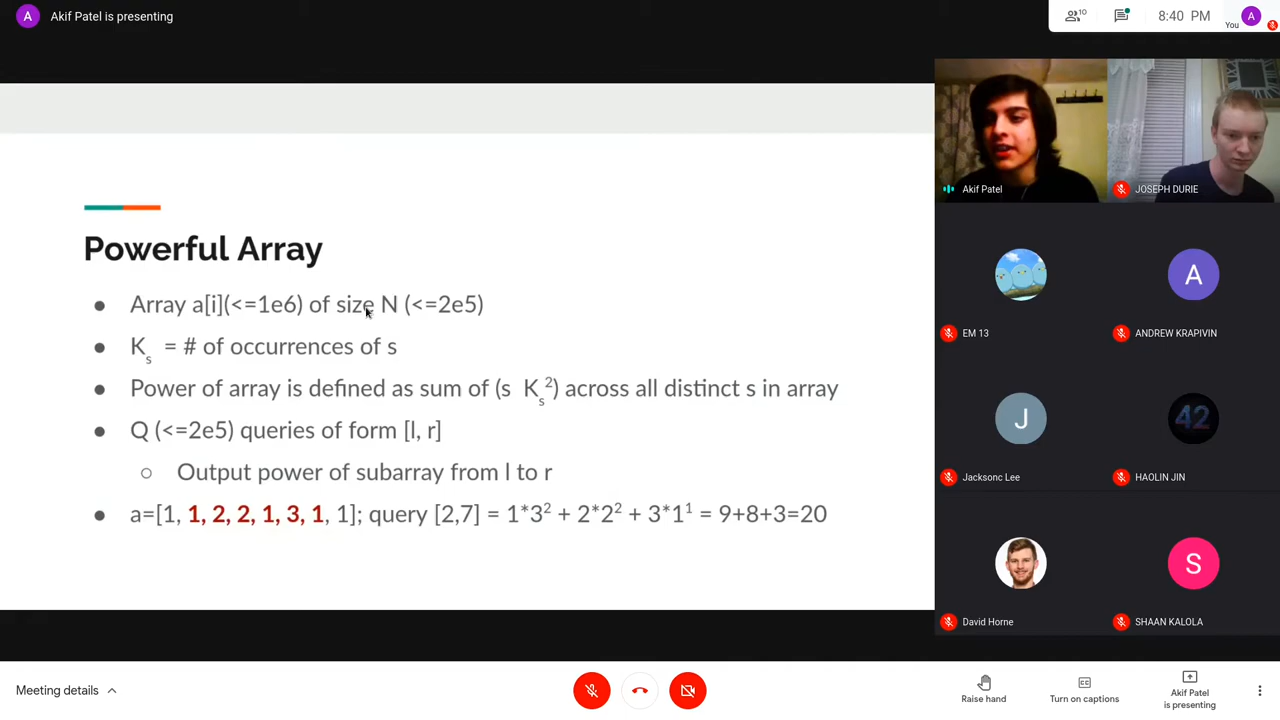 A Akif Patel is presenting
10 8:40 PM You A
Powerful Array
● Array a[i](<=1e6) of size N (<=2e5)
● Kₛ = # of occurrences of s
● Power of array is defined as sum of (s Kₛ²) across all distinct s in array
● Q (<=2e5) queries of form [l, r]
○ Output power of subarray from l to r
● a=[1, 1, 2, 2, 1, 3, 1, 1]; query [2,7] = 1*3² + 2*2² + 3*1¹ = 9+8+3=20
Akif Patel
JOSEPH DURIE
EM 13
A
ANDREW KRAPIVIN
J
Jacksonc Lee
42
HAOLIN JIN
David Horne
S
SHAAN KALOLA
Meeting details
Raise hand
Turn on captions
Akif Patel
is presenting